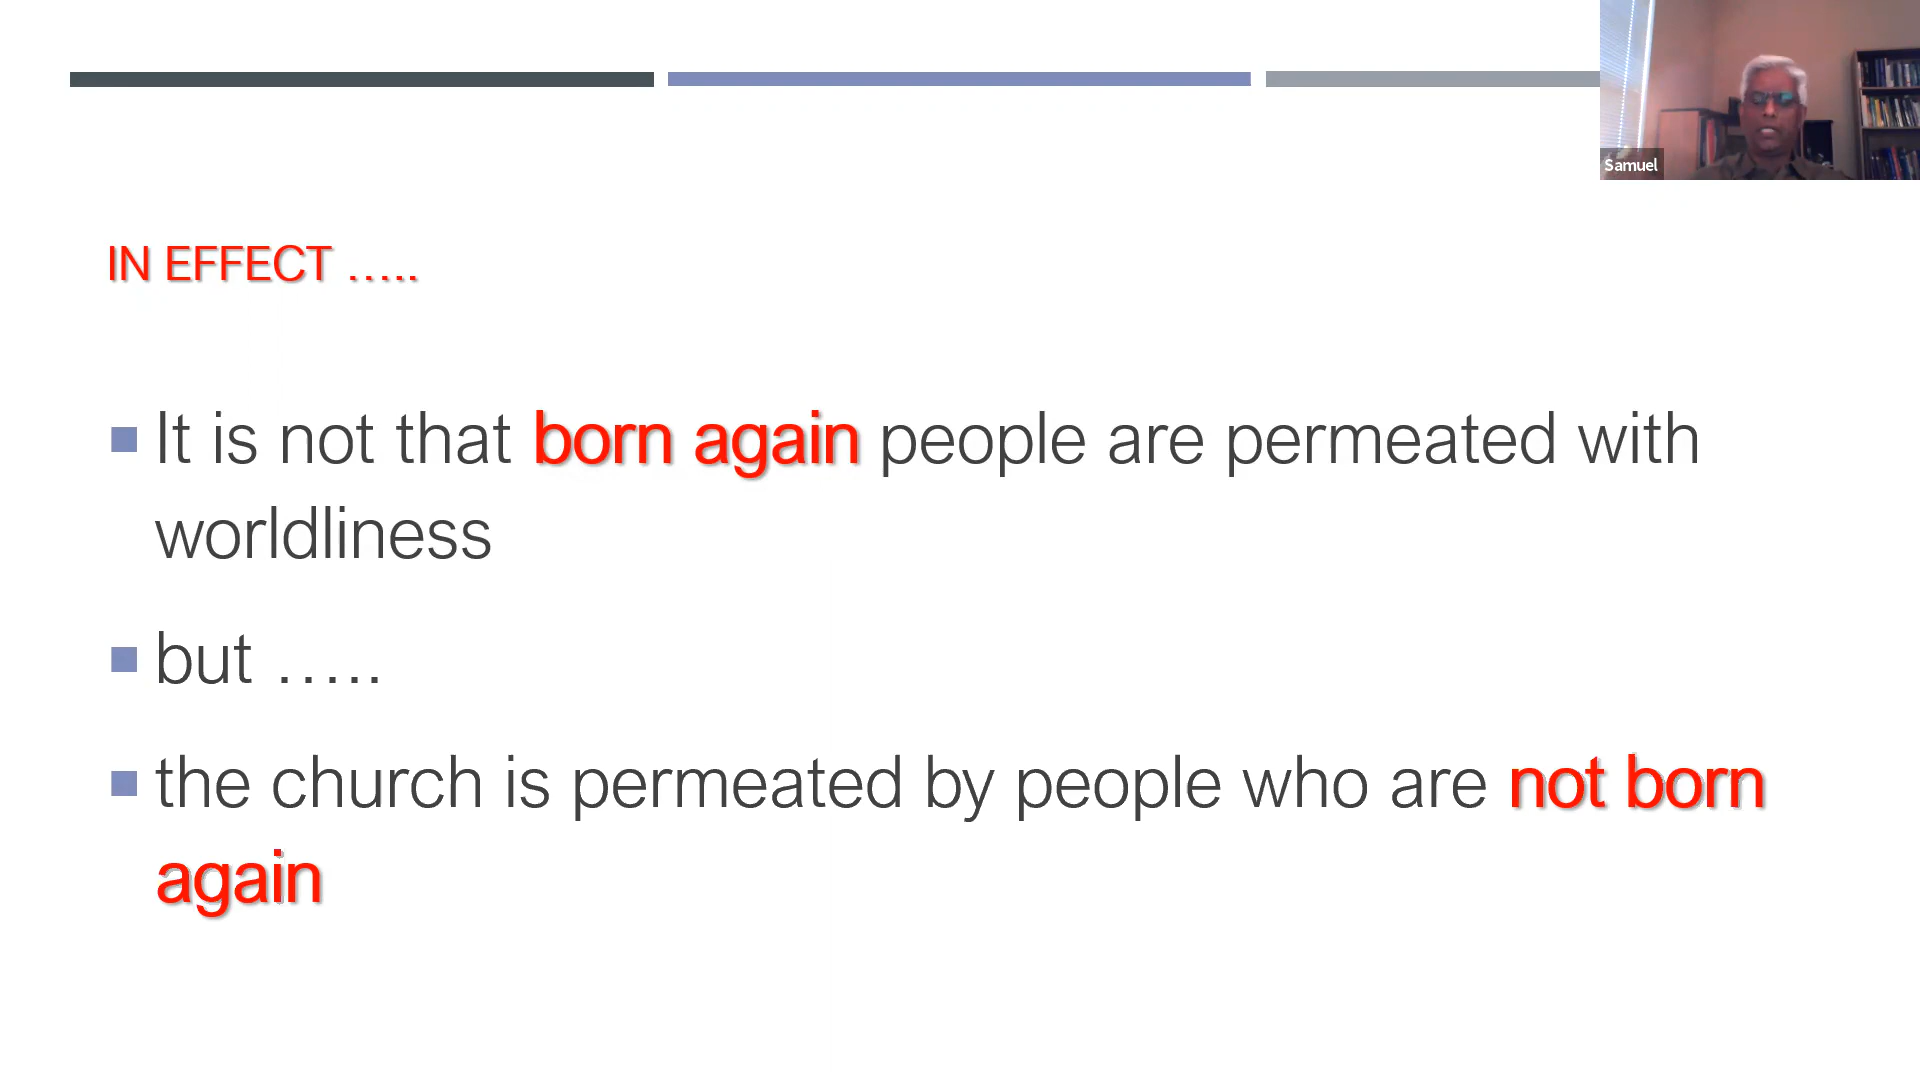 Samuel
IN EFFECT …..
It is not that born again people are permeated with
worldliness
but …..
the church is permeated by people who are not born
again